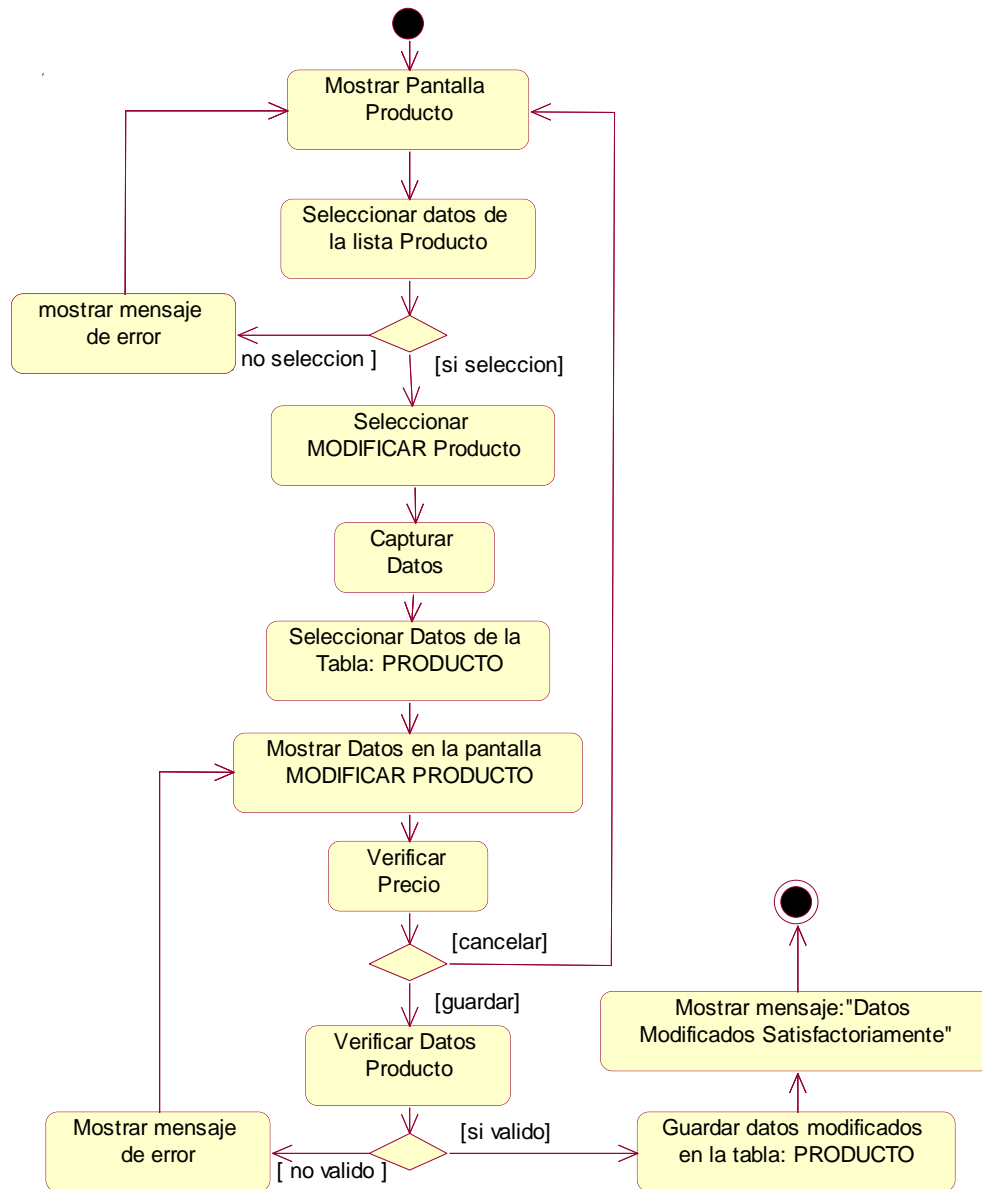 Mostrar Pantalla
Producto
Seleccionar datos de
la lista Producto
mostrar mensaje
de error
no seleccion ]
[si seleccion]
Seleccionar
MODIFICAR Producto
Capturar
Datos
Seleccionar Datos de la
Tabla: PRODUCTO
Mostrar Datos en la pantalla
MODIFICAR PRODUCTO
Verificar
Precio
[cancelar]
[guardar]
Verificar Datos
Producto
Mostrar mensaje
de error
[ no valido ]
[si valido]
Guardar datos modificados
en la tabla: PRODUCTO
Mostrar mensaje:"Datos
Modificados Satisfactoriamente"